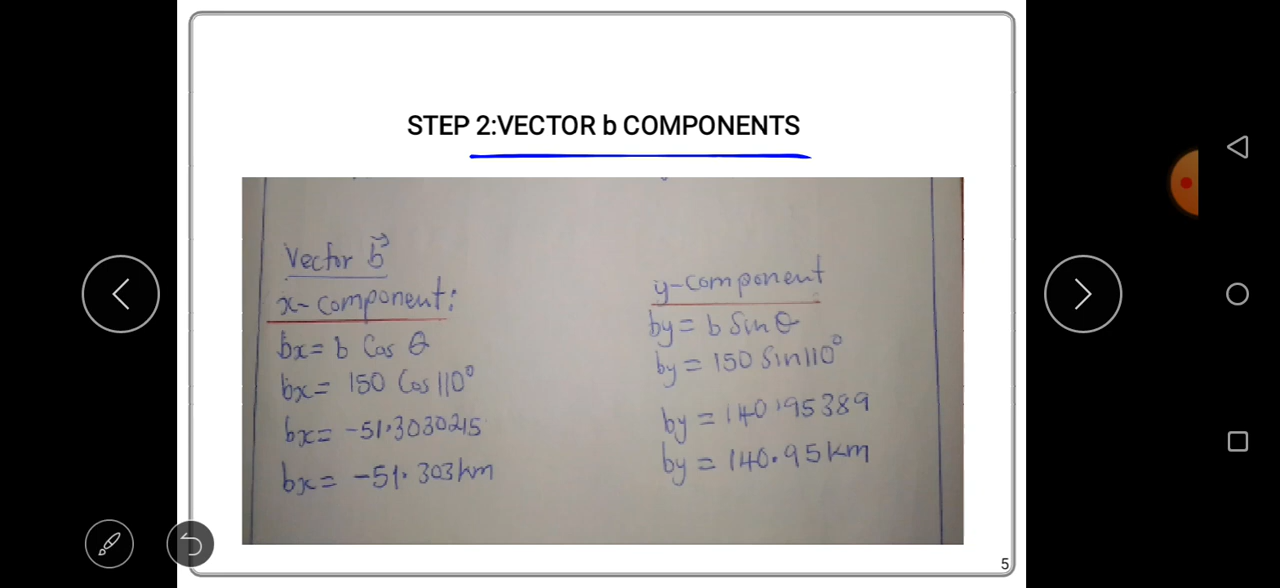 STEP 2:VECTOR b COMPONENTS
Vector b⃗
x-component:
bx = b Cos θ
bx = 150 Cos 110°
bx = -51.3030215
bx = -51.303km
y-component
by = b Sin θ
by = 150 Sin110°
by = 140.95389
by = 140.95km
5